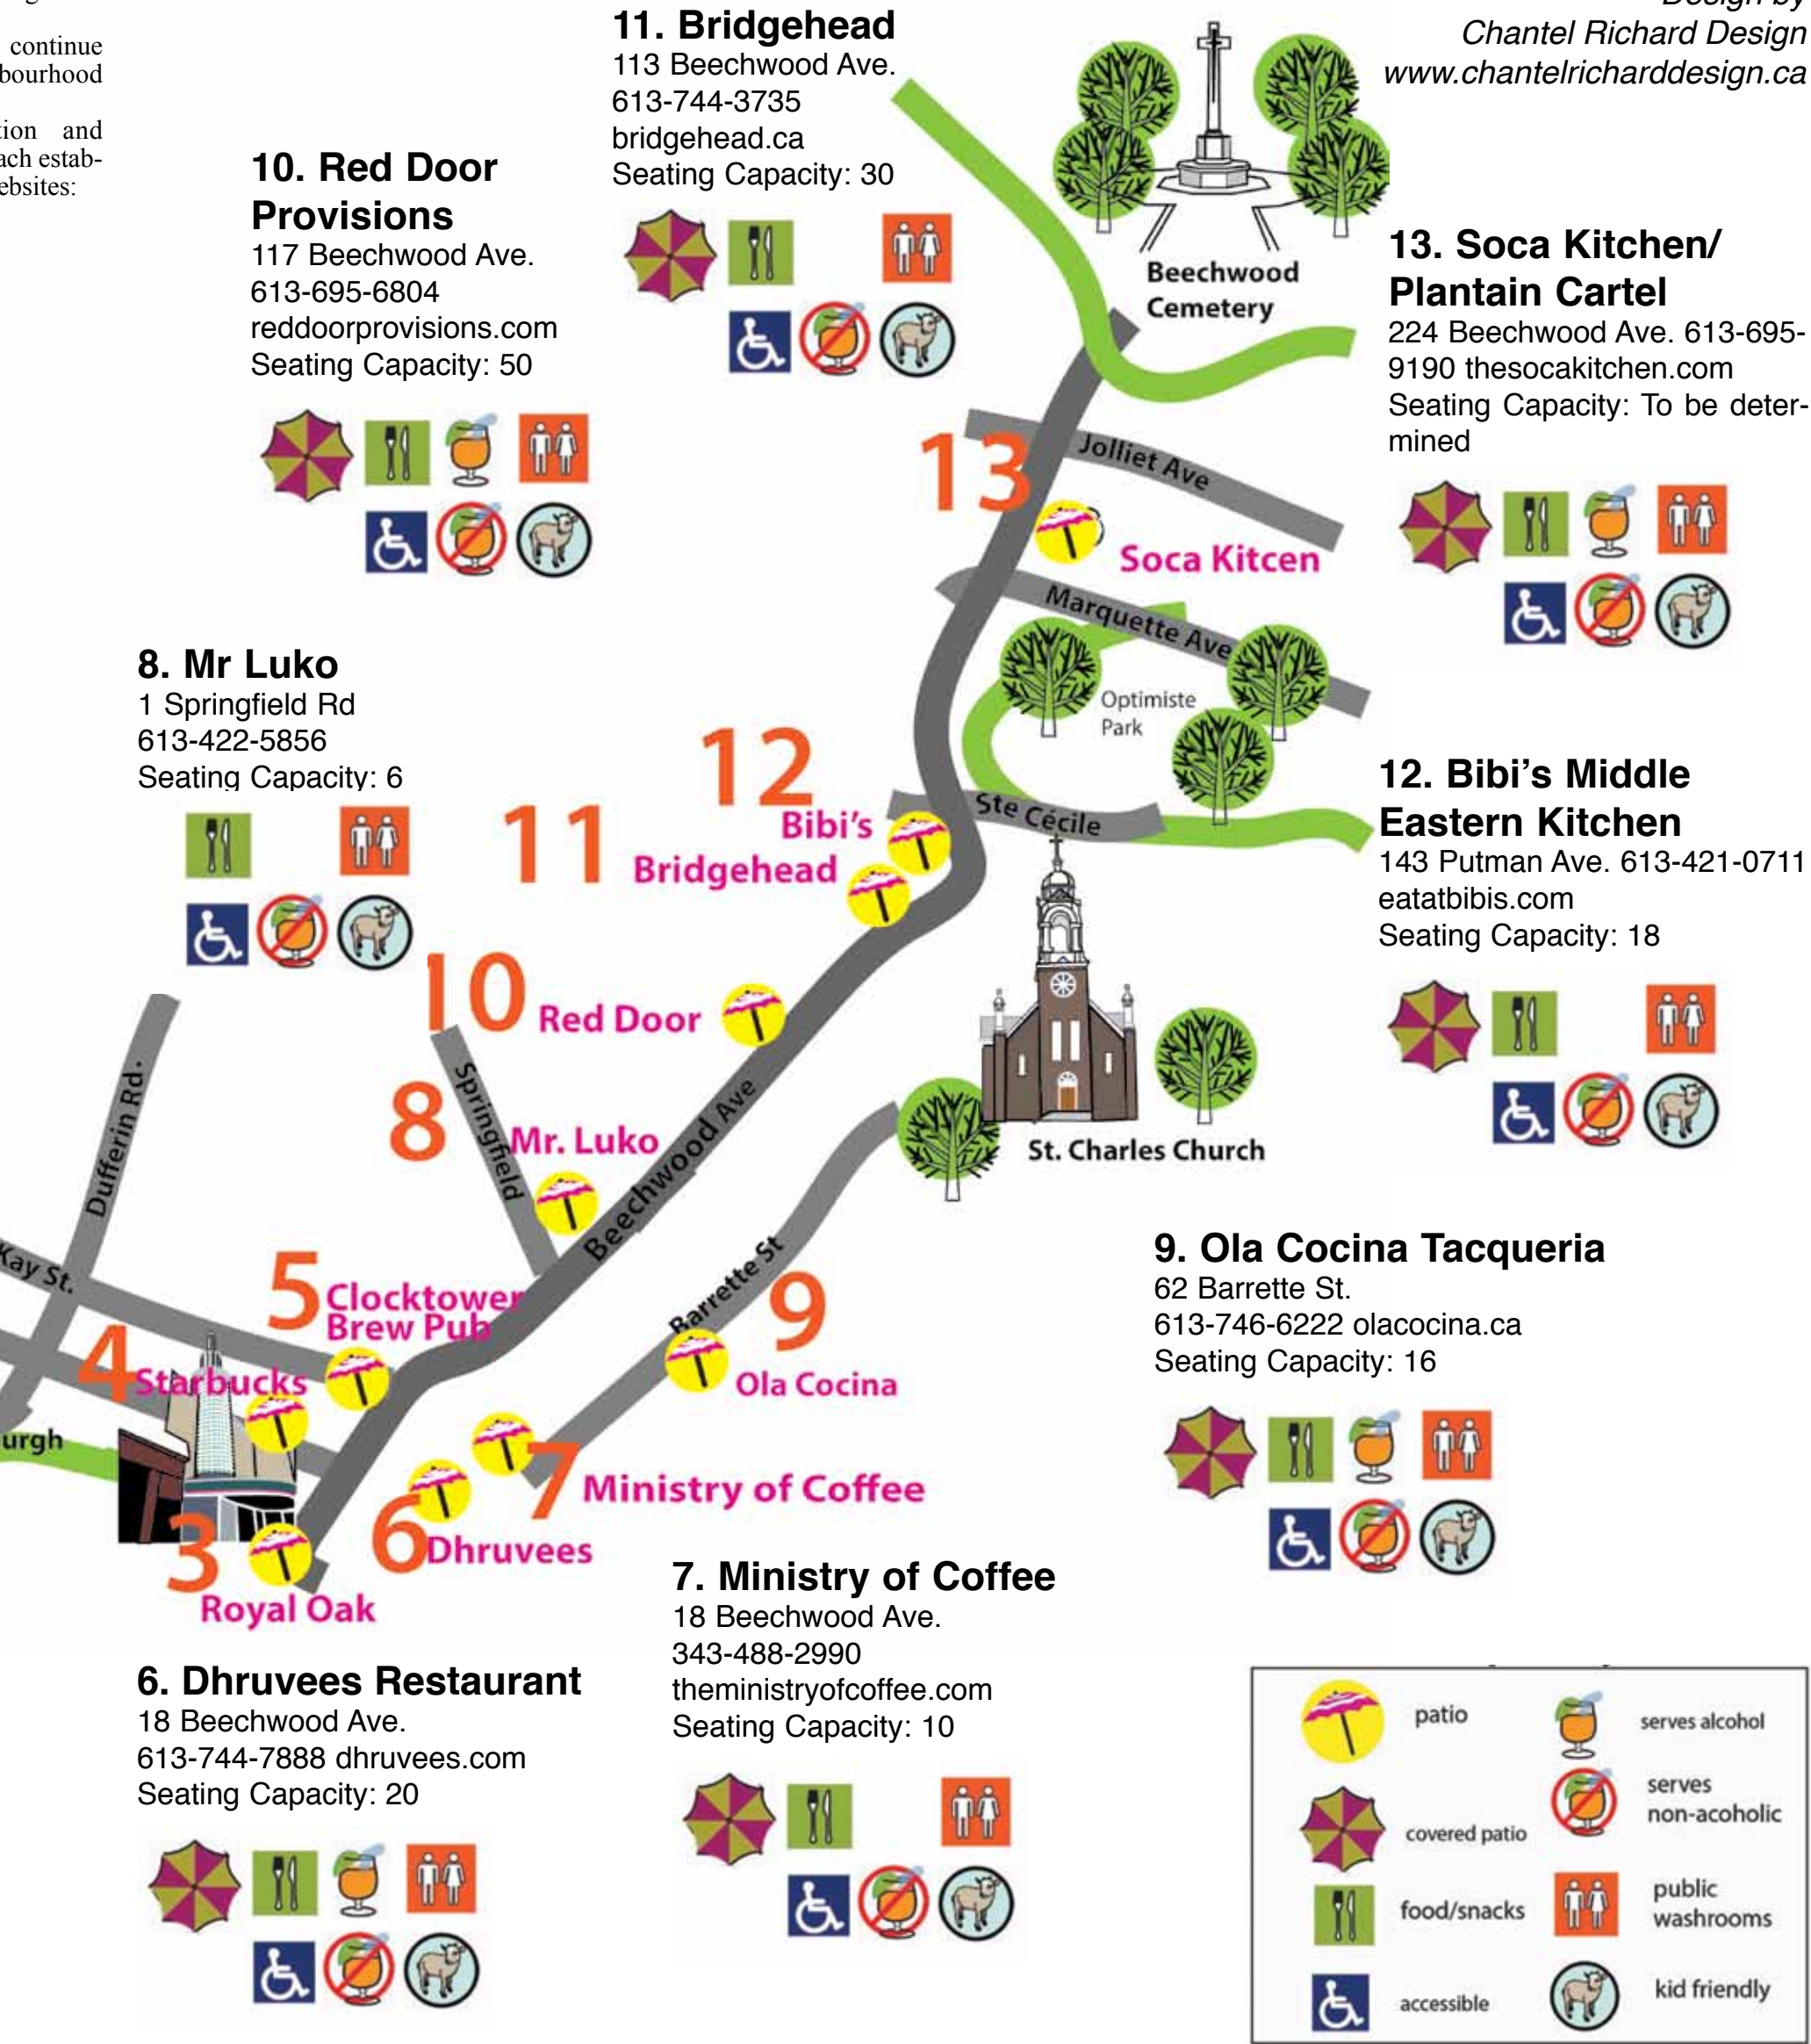 continue
bourhood
tion and
ach estab-
ebsites:
Design by
Chantel Richard Design
www.chantelricharddesign.ca
11. Bridgehead
113 Beechwood Ave.
613-744-3735
bridgehead.ca
Seating Capacity: 30
10. Red Door
Provisions
117 Beechwood Ave.
613-695-6804
reddoorprovisions.com
Seating Capacity: 50
Beechwood
Cemetery
13. Soca Kitchen/
Plantain Cartel
224 Beechwood Ave. 613-695-
9190 thesocakitchen.com
Seating Capacity: To be deter-
mined
13
Jolliet Ave
Soca Kitcen
Marquette Ave
Optimiste
Park
8. Mr Luko
1 Springfield Rd
613-422-5856
Seating Capacity: 6
12
Bibi's
11
Bridgehead
Ste Cécile
12. Bibi's Middle
Eastern Kitchen
143 Putman Ave. 613-421-0711
eatatbibis.com
Seating Capacity: 18
10
Red Door
Springfield
8
Mr. Luko
Beechwood Ave
Dufferin Rd.
St. Charles Church
Kay St.
5
Clocktower
Brew Pub
Barrette St
9
Ola Cocina
4
Starbucks
urgh
9. Ola Cocina Tacqueria
62 Barrette St.
613-746-6222 olacocina.ca
Seating Capacity: 16
7
Ministry of Coffee
6
Dhruvees
3
Royal Oak
7. Ministry of Coffee
18 Beechwood Ave.
343-488-2990
theministryofcoffee.com
Seating Capacity: 10
6. Dhruvees Restaurant
18 Beechwood Ave.
613-744-7888 dhruvees.com
Seating Capacity: 20
patio
serves alcohol
covered patio
serves
non-acoholic
food/snacks
public
washrooms
accessible
kid friendly